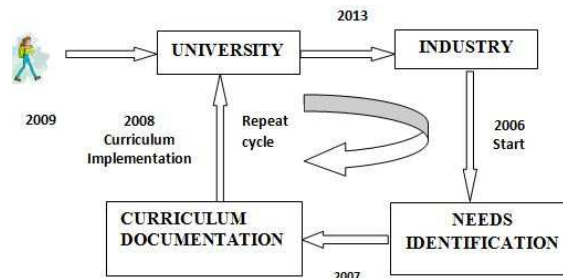 2013
UNIVERSITY
INDUSTRY
2009
2008
Curriculum
Implementation
Repeat
cycle
2006
Start
CURRICULUM
DOCUMENTATION
NEEDS
IDENTIFICATION
2007